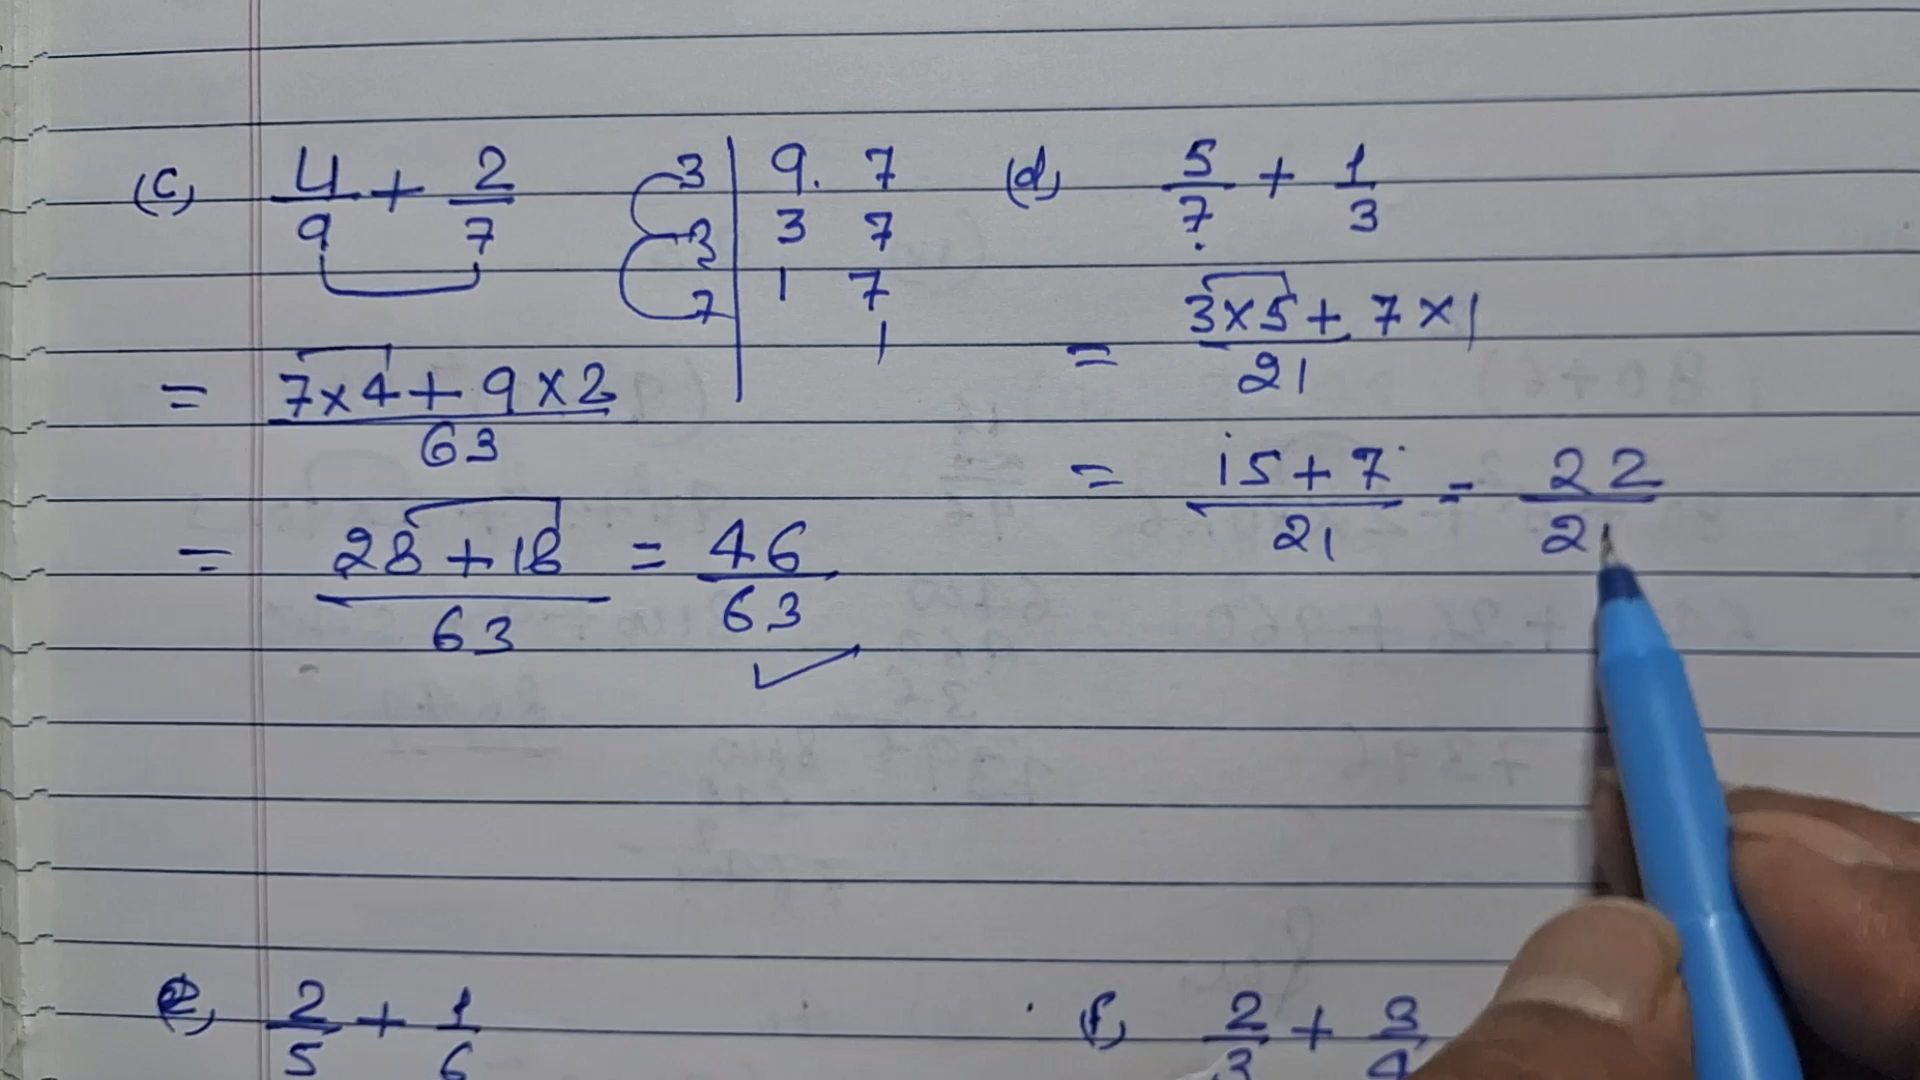 (c) 4/9 + 2/7
3 | 9. 7
3 | 3 7
7 | 1 7
1
= 7×4 + 9×2 / 63
= 28 + 18 / 63 = 46/63 ✓
(d) 5/7 + 1/3
= 3×5 + 7×1 / 21
= 15 + 7 / 21 = 22/21
(e) 2/5 + 1/6
(f) 2/3 + 3/4